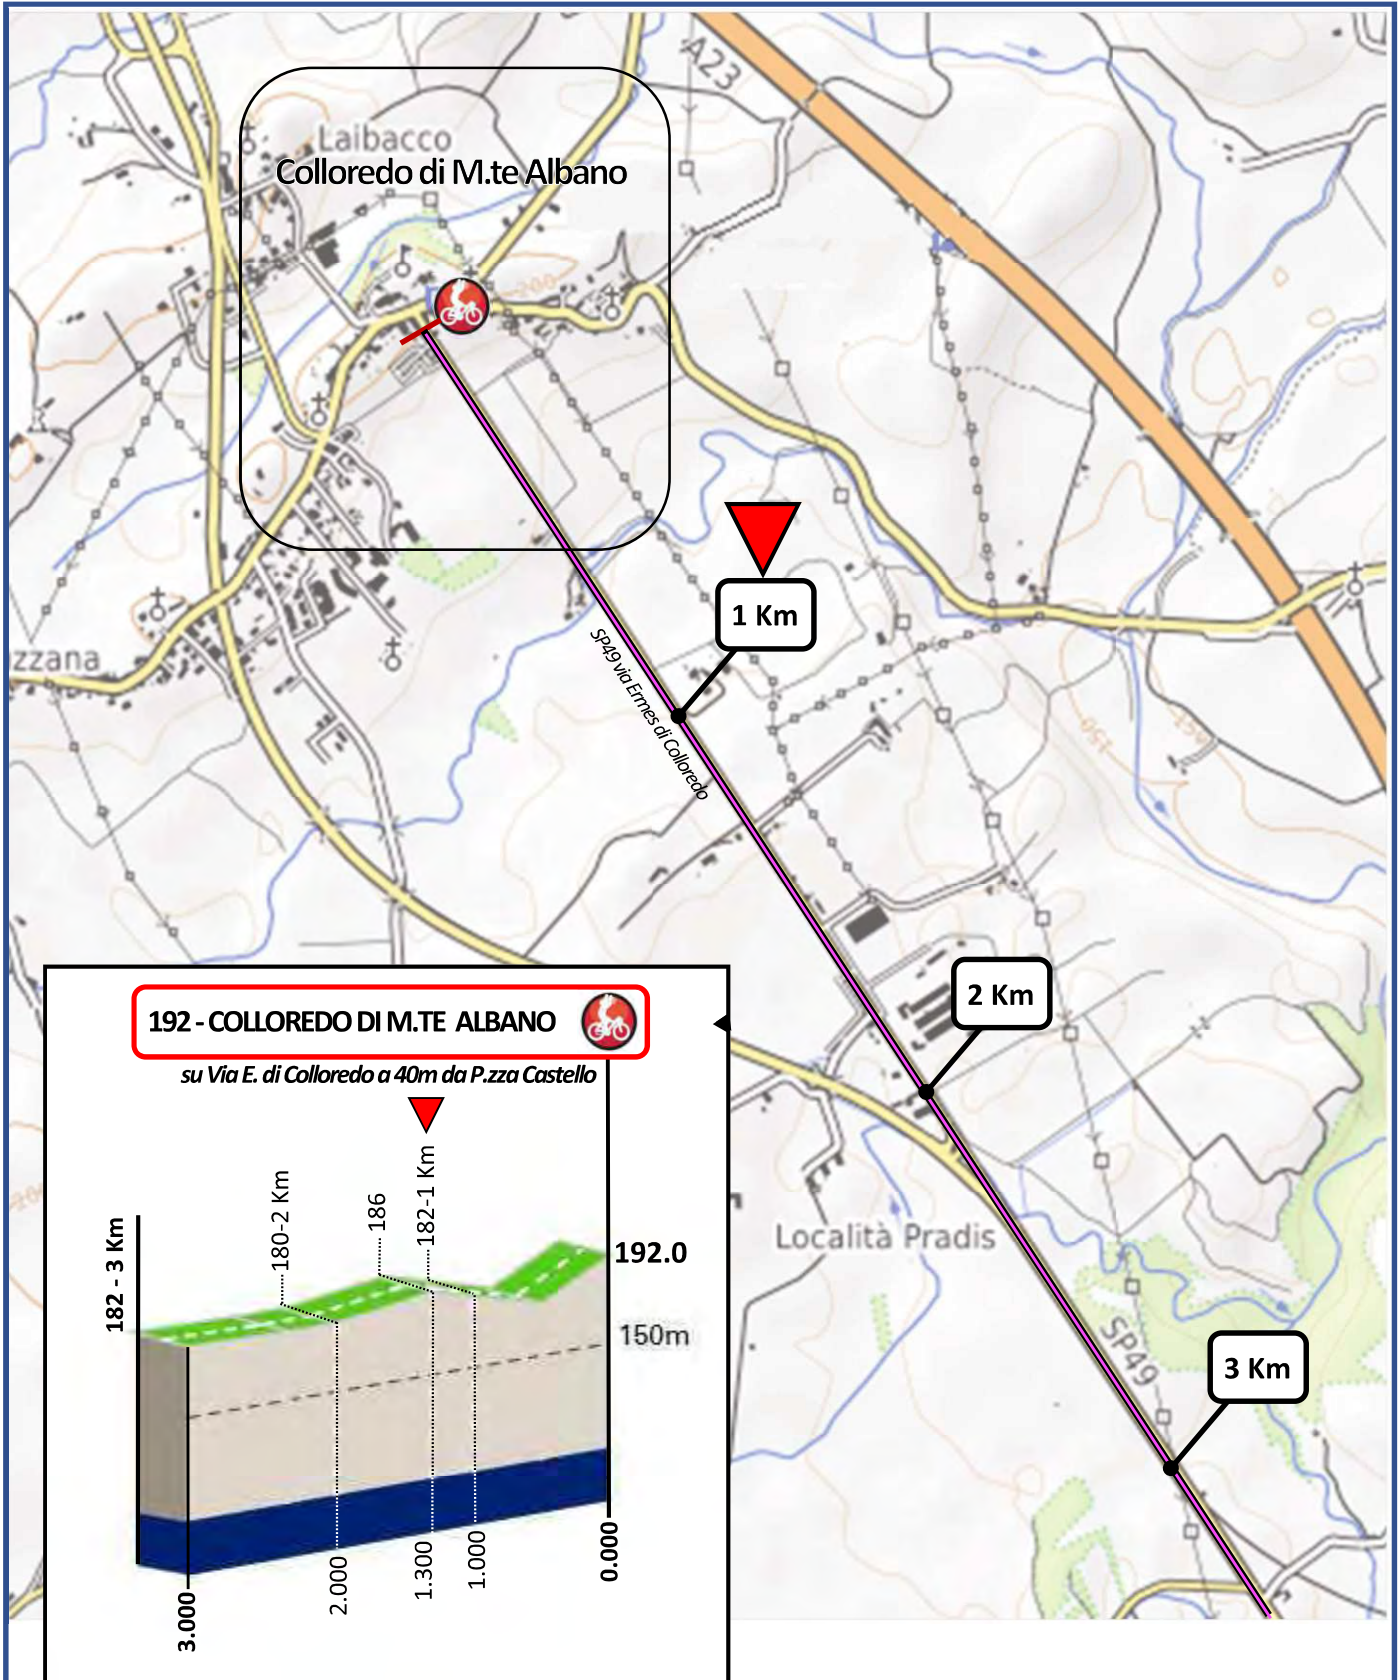 A23
Laibacco
Colloredo di M.te Albano
200
1 Km
zzana
SP49 via Ermes di Colloredo
150
2 Km
192 - COLLOREDO DI M.TE ALBANO
su Via E. di Colloredo a 40m da P.zza Castello
182 - 3 Km
180-2 Km
186
182-1 Km
192.0
150m
3.000
2.000
1.300
1.000
0.000
Località Pradis
SP49
3 Km